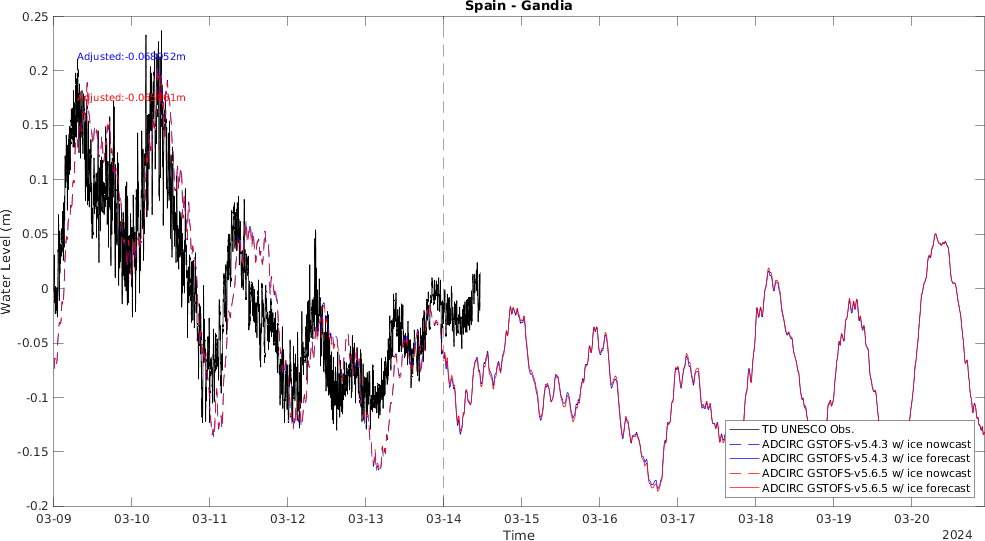 Spain - Gandia
0.25
0.2
0.15
0.1
0.05
0
-0.05
-0.1
-0.15
-0.2
Water Level (m)
03-09 03-10 03-11 03-12 03-13 03-14 03-15 03-16 03-17 03-18 03-19 03-20
Time
2024
TD UNESCO Obs.
ADCIRC GSTOFS-v5.4.3 w/ ice nowcast
ADCIRC GSTOFS-v5.4.3 w/ ice forecast
ADCIRC GSTOFS-v5.6.5 w/ ice nowcast
ADCIRC GSTOFS-v5.6.5 w/ ice forecast